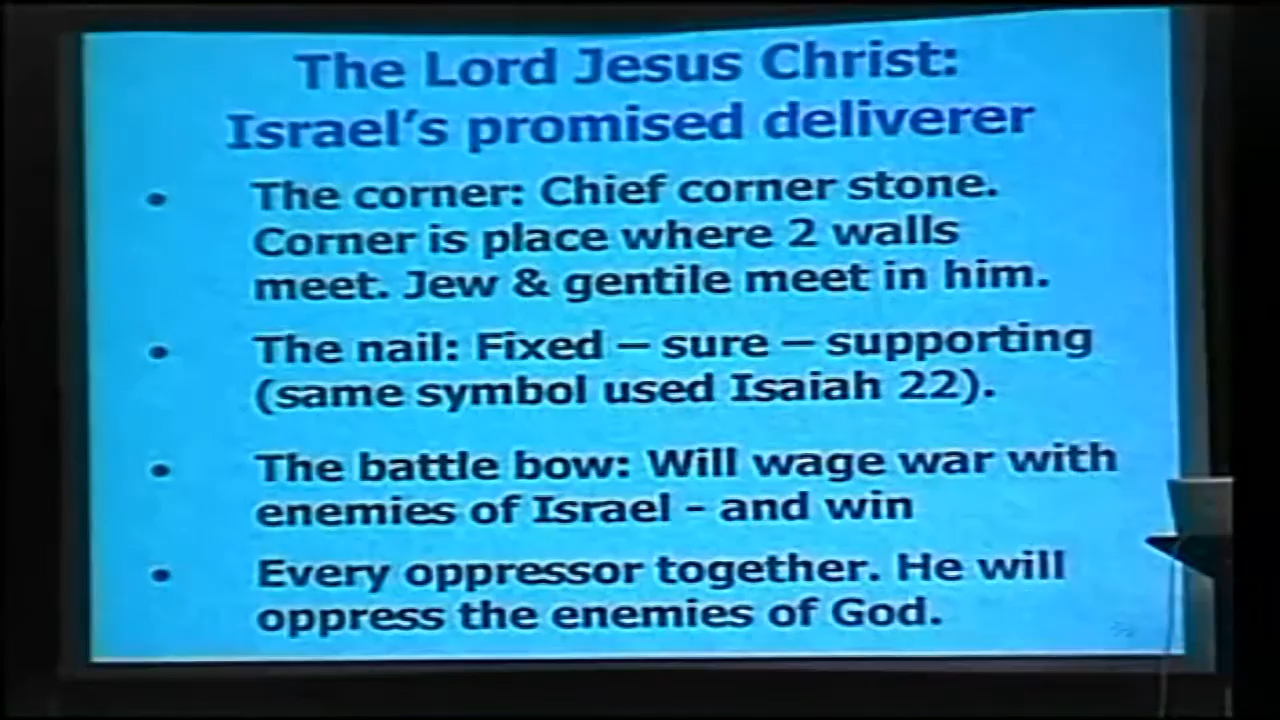 The Lord Jesus Christ:
Israel's promised deliverer
• The corner: Chief corner stone.
Corner is place where 2 walls
meet. Jew & gentile meet in him.
• The nail: Fixed – sure – supporting
(same symbol used Isaiah 22).
• The battle bow: Will wage war with
enemies of Israel - and win
• Every oppressor together. He will
oppress the enemies of God.